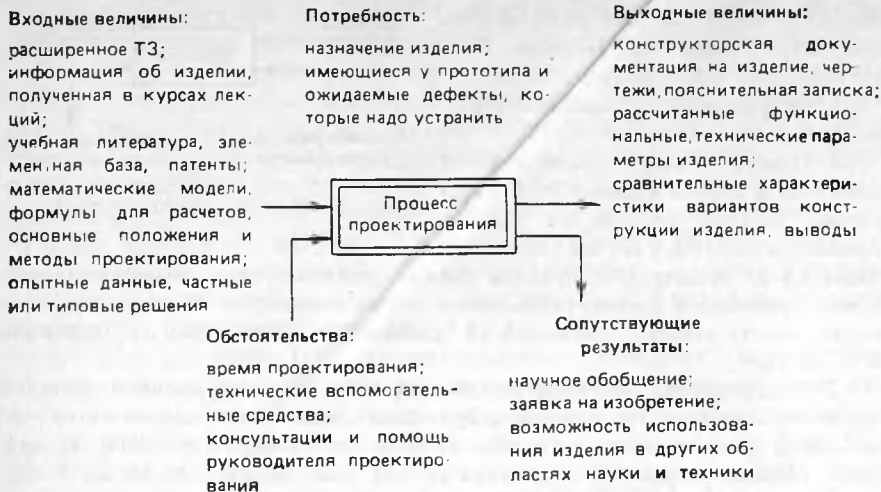 Входные величины:
расширенное ТЗ;
информация об изделии,
полученная в курсах лек-
ций;
учебная литература, эле-
мен.ная база, патенты;
математические модели,
формулы для расчетов,
основные положения и
методы проектирования;
опытные данные, частные
или типовые решения
Потребность:
назначение изделия;
имеющиеся у прототипа и
ожидаемые дефекты, ко-
торые надо устранить
Выходные величины:
конструкторская доку-
ментация на изделие, чер-
тежи, пояснительная записка;
рассчитанные функцио-
нальные, технические пара-
метры изделия;
сравнительные характери-
стики вариантов конст-
рукции изделия, выводы
Процесс
проектирования
Обстоятельства:
время проектирования;
технические вспомогатель-
ные средства;
консультации и помощь
руководителя проектиро-
вания
Сопутствующие
результаты:
научное обобщение;
заявка на изобретение;
возможность использова-
ния изделия в других об-
ластях науки и техники